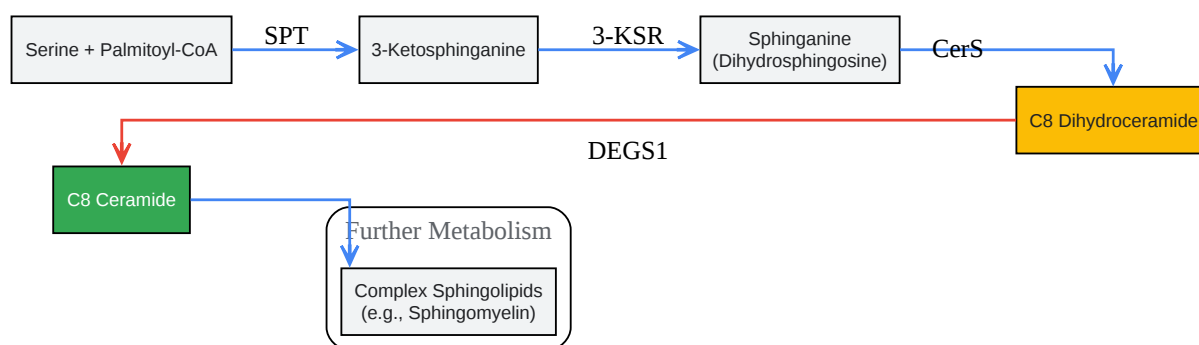 Serine + Palmitoyl-CoA
SPT
3-Ketosphinganine
3-KSR
Sphinganine
(Dihydrosphingosine)
CerS
C8 Dihydroceramide
DEGS1
C8 Ceramide
Further Metabolism
Complex Sphingolipids
(e.g., Sphingomyelin)